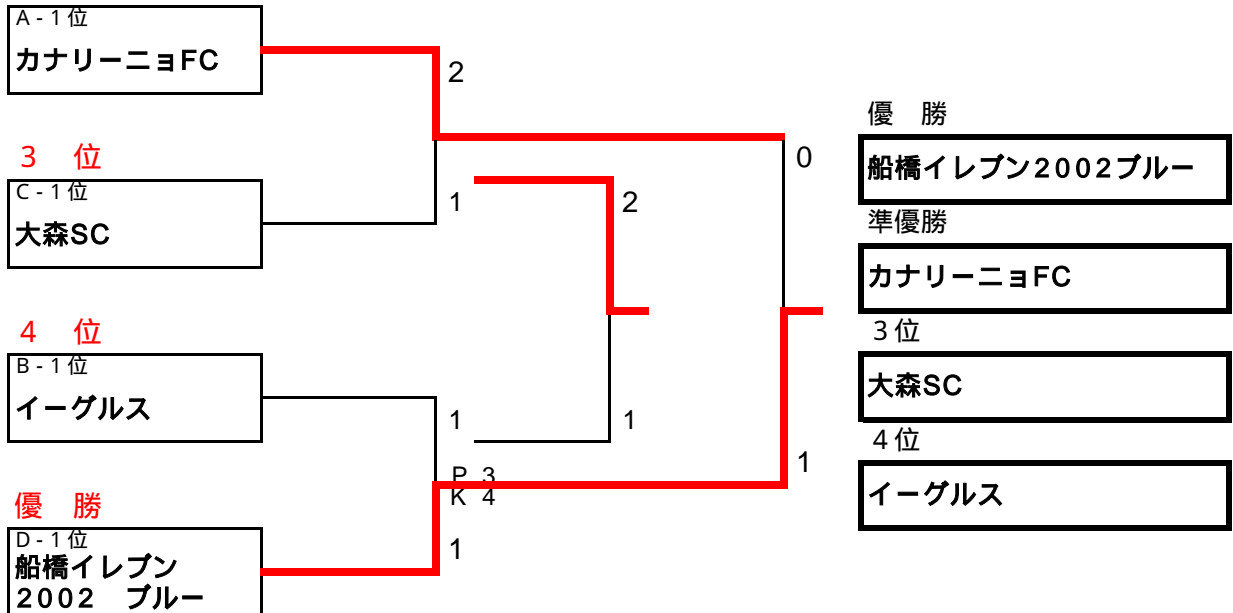 A-1位
カナリーニョFC
2
3 位
C-1位
大森SC
1
4 位
B-1位
イーグルス
1
P 3
K 4
優 勝
D-1位
船橋イレブン
2002 ブルー
1
2
1
0
1
優 勝
船橋イレブン2002ブルー
準優勝
カナリーニョFC
3位
大森SC
4位
イーグルス